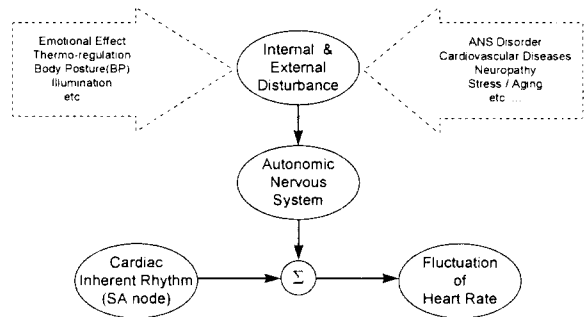 Emotional Effect
Thermo-regulation
Body Posture(BP)
Illumination
etc
Internal &
External
Disturbance
ANS Disorder
Cardiovascular Diseases
Neuropathy
Stress / Aging
etc ...
Autonomic
Nervous
System
Cardiac
Inherent Rhythm
(SA node)
Σ
Fluctuation
of
Heart Rate